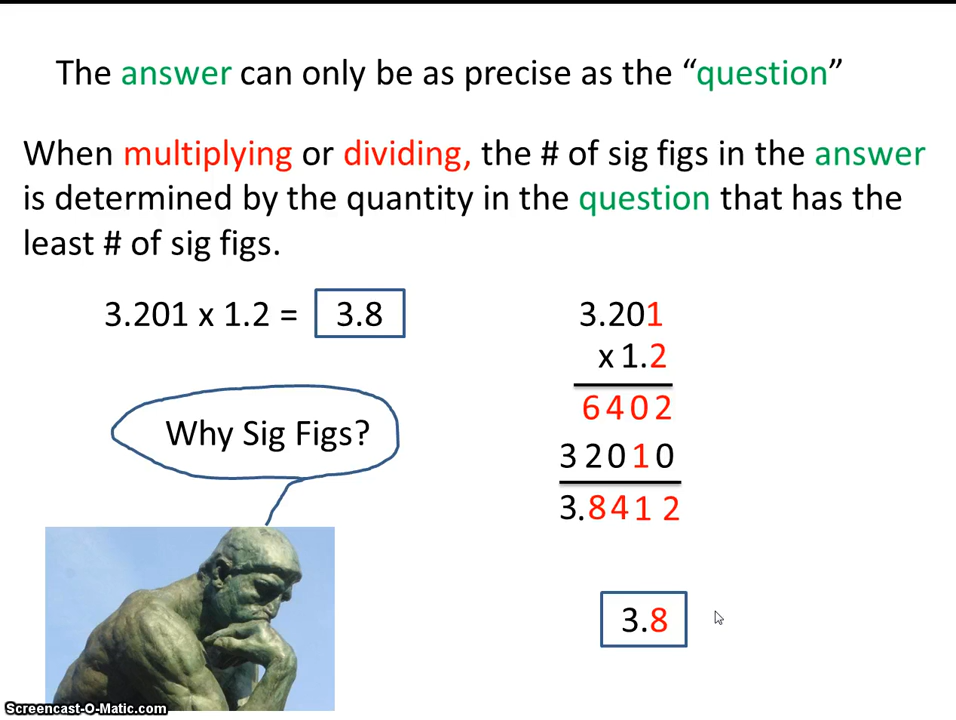 The answer can only be as precise as the “question”
When multiplying or dividing, the # of sig figs in the answer
is determined by the quantity in the question that has the
least # of sig figs.
3.201 x 1.2 = 3.8
Why Sig Figs?
3.201
x 1.2
6402
32010
3.8412
3.8
Screencast-O-Matic.com